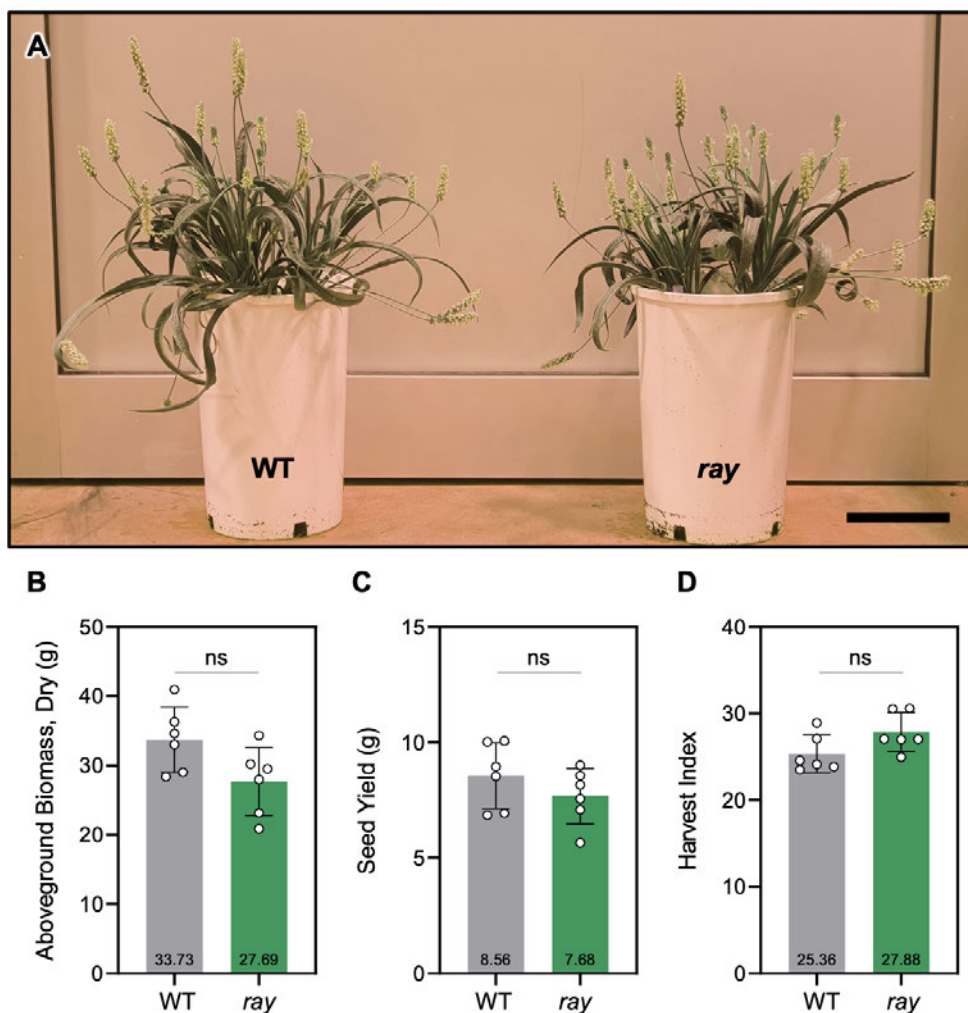 A
WT
ray
B
C
D
Aboveground Biomass, Dry (g)
50
40
30
20
10
0
ns
33.73
27.69
WT
ray
Seed Yield (g)
15
10
5
0
ns
8.56
7.68
WT
ray
Harvest Index
40
30
20
10
0
ns
25.36
27.88
WT
ray